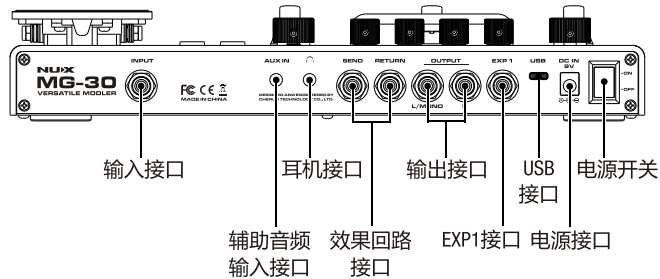 INPUT
AUX IN
SEND
RETURN
OUTPUT
EXP 1
USB
DC IN
9V
NUX
MG-30
VERSATILE MODLER
FC CE
MADE IN CHINA
L/MONO
-ON
-OFF
输入接口
耳机接口
输出接口
USB
接口
电源开关
辅助音频
输入接口
效果回路
接口
EXP1接口
电源接口